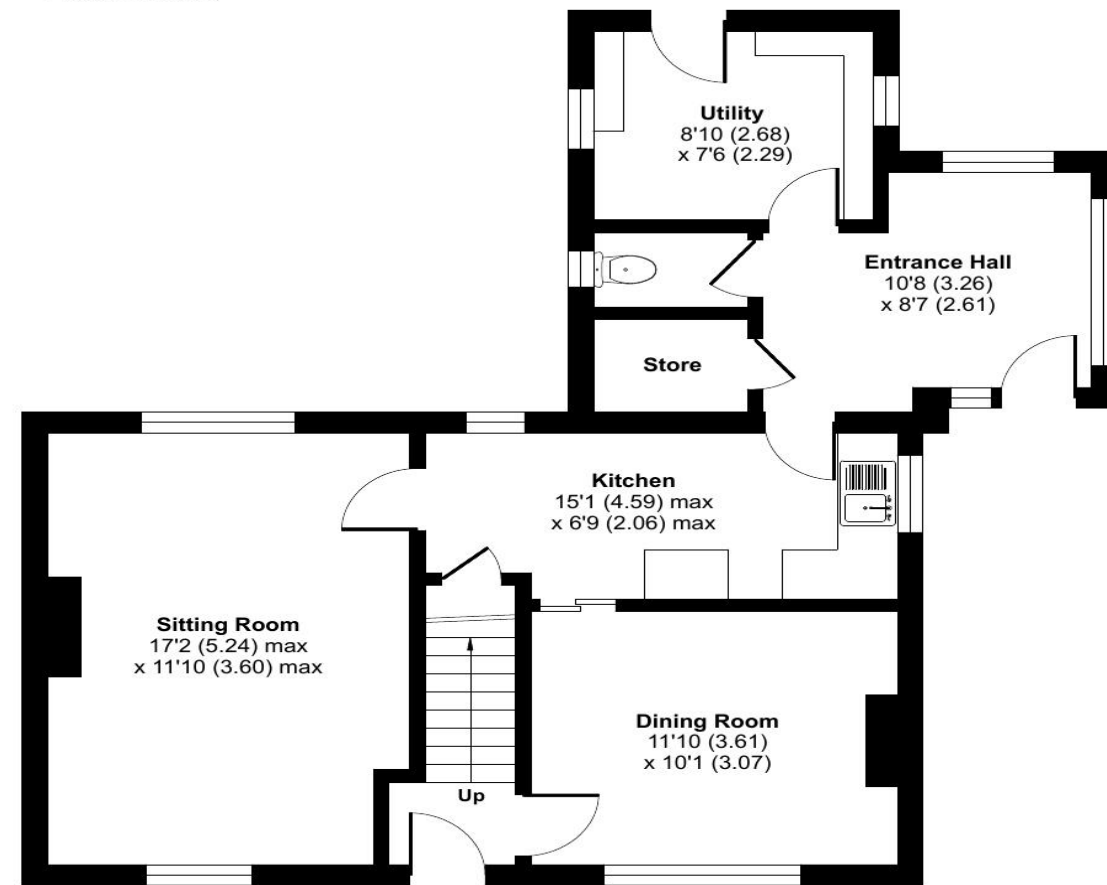 Utility
8'10 (2.68)
x 7'6 (2.29)
Entrance Hall
10'8 (3.26)
x 8'7 (2.61)
Store
Kitchen
15'1 (4.59) max
x 6'9 (2.06) max
Sitting Room
17'2 (5.24) max
x 11'10 (3.60) max
Dining Room
11'10 (3.61)
x 10'1 (3.07)
Up